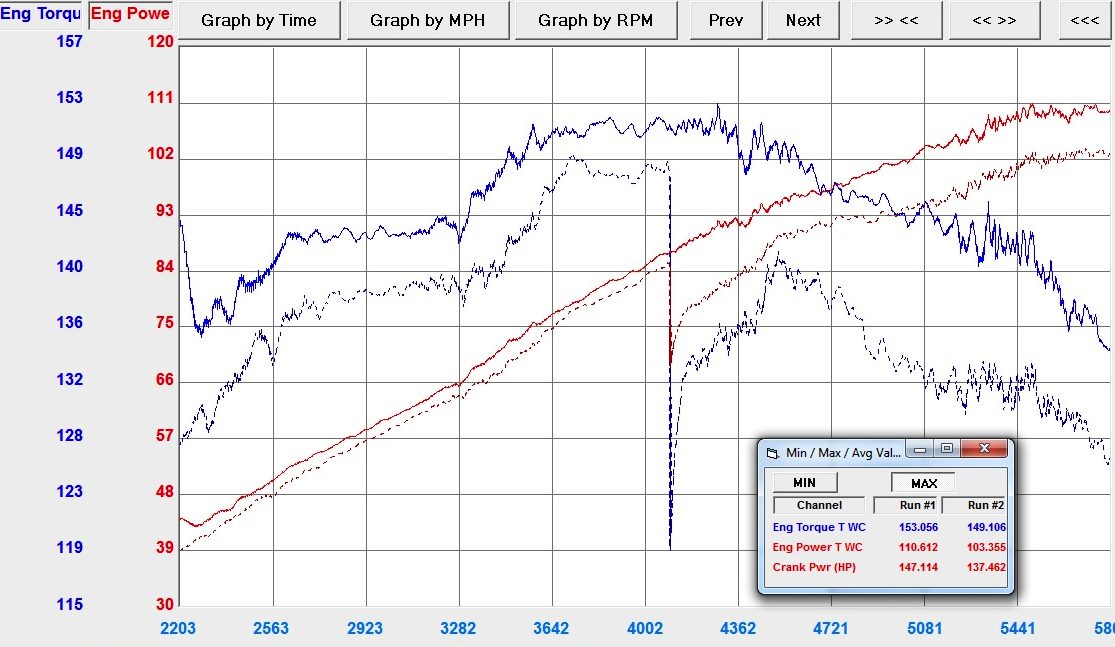 Eng Torqu Eng Powe Graph by Time Graph by MPH Graph by RPM Prev Next >> << << >> <<<
157 120
153 111
149 102
145 93
140 84
136 75
132 66
128 57
123 48
119 39
115 30
2203 2563 2923 3282 3642 4002 4362 4721 5081 5441 580
Min / Max / Avg Val...
MIN MAX
Channel Run #1 Run #2
Eng Torque T WC 153.056 149.106
Eng Power T WC 110.612 103.355
Crank Pwr (HP) 147.114 137.462